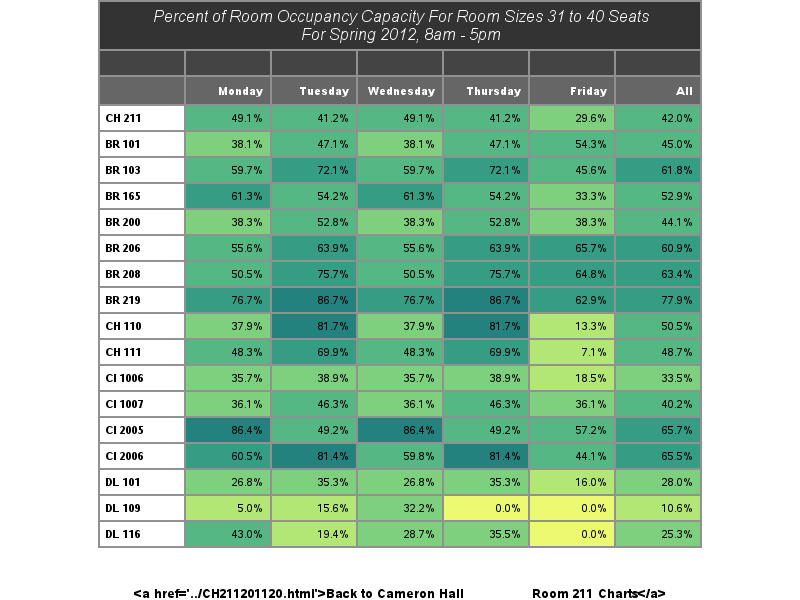 Percent of Room Occupancy Capacity For Room Sizes 31 to 40 Seats
For Spring 2012, 8am - 5pm
Monday Tuesday Wednesday Thursday Friday All
CH 211 49.1% 41.2% 49.1% 41.2% 29.6% 42.0%
BR 101 38.1% 47.1% 38.1% 47.1% 54.3% 45.0%
BR 103 59.7% 72.1% 59.7% 72.1% 45.6% 61.8%
BR 165 61.3% 54.2% 61.3% 54.2% 33.3% 52.9%
BR 200 38.3% 52.8% 38.3% 52.8% 38.3% 44.1%
BR 206 55.6% 63.9% 55.6% 63.9% 65.7% 60.9%
BR 208 50.5% 75.7% 50.5% 75.7% 64.8% 63.4%
BR 219 76.7% 86.7% 76.7% 86.7% 62.9% 77.9%
CH 110 37.9% 81.7% 37.9% 81.7% 13.3% 50.5%
CH 111 48.3% 69.9% 48.3% 69.9% 7.1% 48.7%
CI 1006 35.7% 38.9% 35.7% 38.9% 18.5% 33.5%
CI 1007 36.1% 46.3% 36.1% 46.3% 36.1% 40.2%
CI 2005 86.4% 49.2% 86.4% 49.2% 57.2% 65.7%
CI 2006 60.5% 81.4% 59.8% 81.4% 44.1% 65.5%
DL 101 26.8% 35.3% 26.8% 35.3% 16.0% 28.0%
DL 109 5.0% 15.6% 32.2% 0.0% 0.0% 10.6%
DL 116 43.0% 19.4% 28.7% 35.5% 0.0% 25.3%
<a href='../CH211201120.html'>Back to Cameron Hall Room 211 Charts</a>